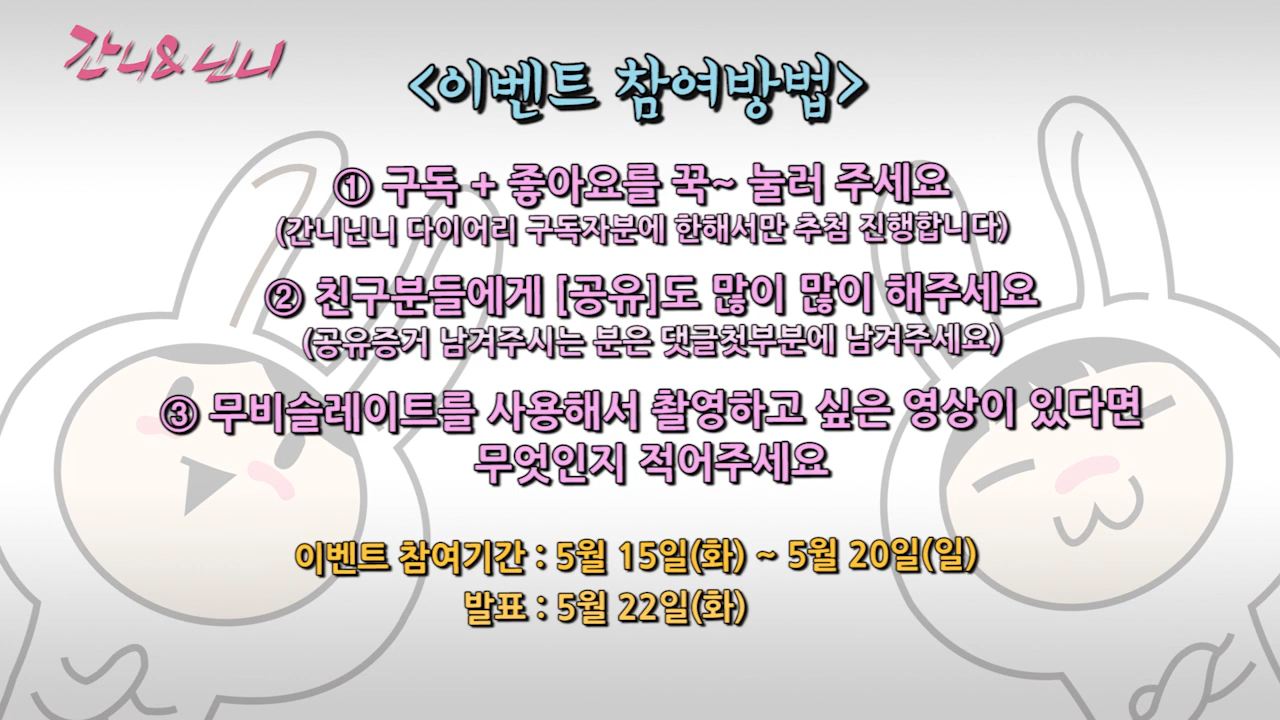 간니&닌니
<이벤트 참여방법>
① 구독 + 좋아요를 꾹~ 눌러 주세요
(간니닌니 다이어리 구독자분에 한해서만 추첨 진행합니다)
② 친구분들에게 [공유]도 많이 많이 해주세요
(공유증거 남겨주시는 분은 댓글첫부분에 남겨주세요)
③ 무비슬레이트를 사용해서 촬영하고 싶은 영상이 있다면
무엇인지 적어주세요
이벤트 참여기간 : 5월 15일(화) ~ 5월 20일(일)
발표 : 5월 22일(화)